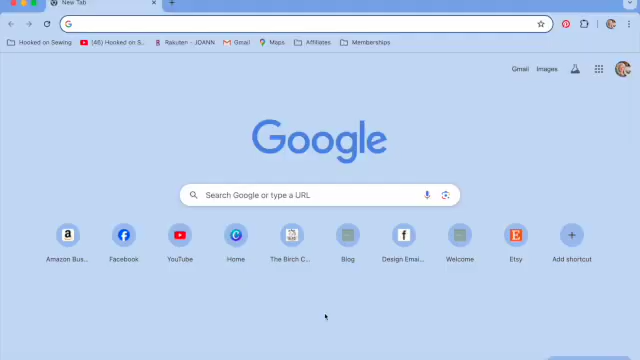 New Tab
Hooked on Sewing
(46) Hooked on S...
Rakuten - JOANN
Gmail
Maps
Affiliates
Memberships
Gmail
Images
Google
Search Google or type a URL
Amazon Bus...
Facebook
YouTube
Home
The Birch C...
Blog
Design Emai...
Welcome
Etsy
Add shortcut